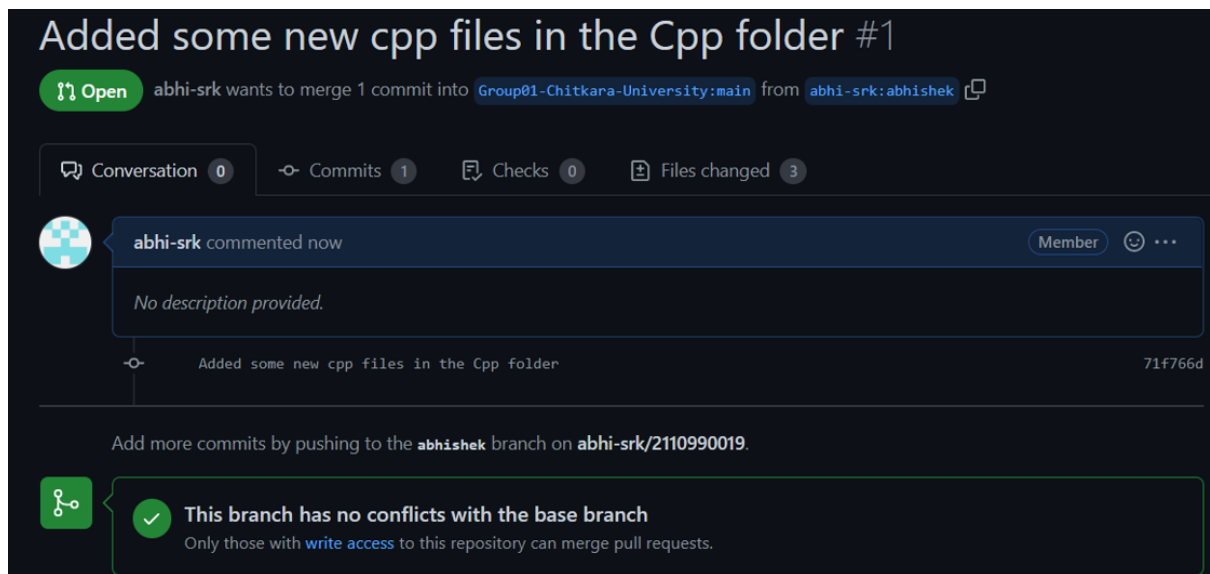 Added some new cpp files in the Cpp folder #1
Open abhi-srk wants to merge 1 commit into Group01-Chitkara-University:main from abhi-srk:abhishek
Conversation 0 Commits 1 Checks 0 Files changed 3
abhi-srk commented now Member
No description provided.
Added some new cpp files in the Cpp folder 71f766d
Add more commits by pushing to the abhishek branch on abhi-srk/2110990019.
This branch has no conflicts with the base branch
Only those with write access to this repository can merge pull requests.